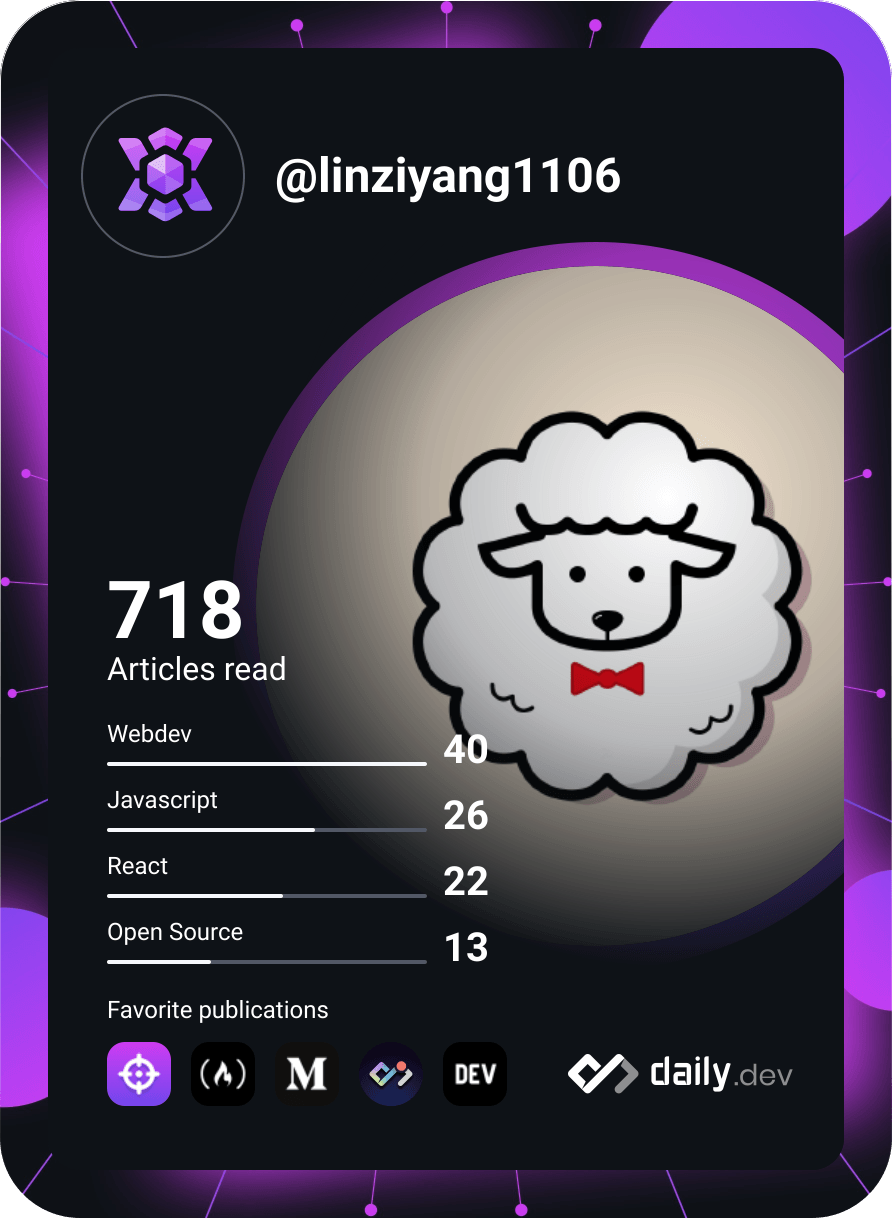 @linziyang1106
718
Articles read
Webdev
40
Javascript
26
React
22
Open Source
13
Favorite publications
M
DEV
daily.dev